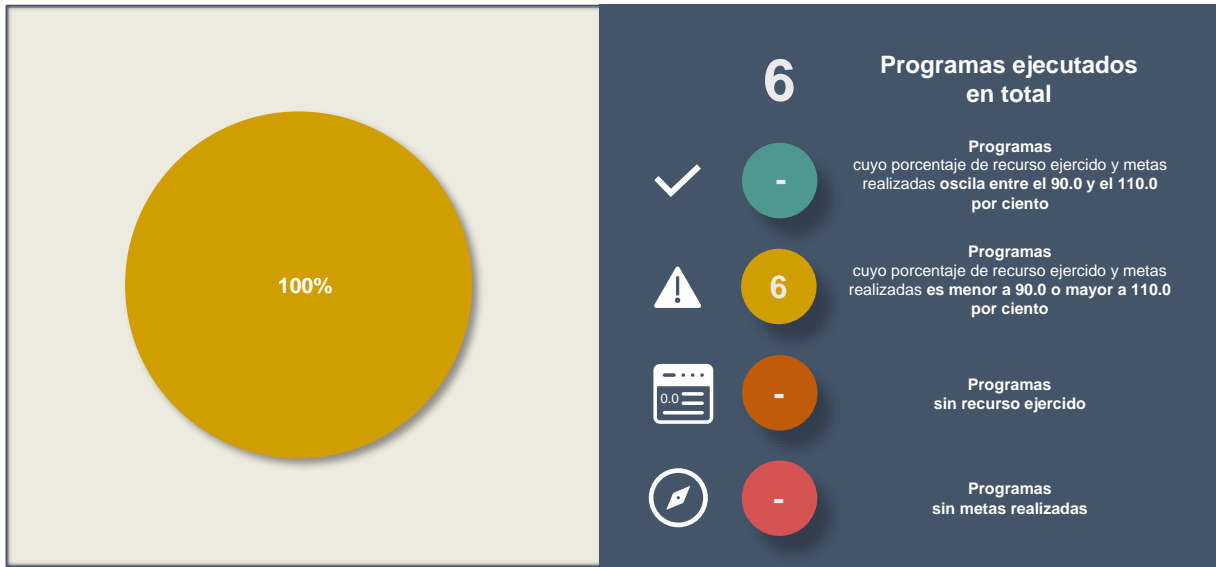 100%
6
Programas ejecutados
en total
-
Programas
cuyo porcentaje de recurso ejercido y metas
realizadas oscila entre el 90.0 y el 110.0
por ciento
6
Programas
cuyo porcentaje de recurso ejercido y metas
realizadas es menor a 90.0 o mayor a 110.0
por ciento
0.0
-
Programas
sin recurso ejercido
-
Programas
sin metas realizadas